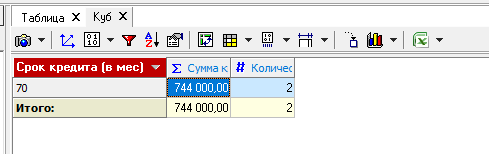 Таблица × Куб ×
Срок кредита (в мес) Σ Сумма к # Количес
70 744 000,00 2
Итого: 744 000,00 2